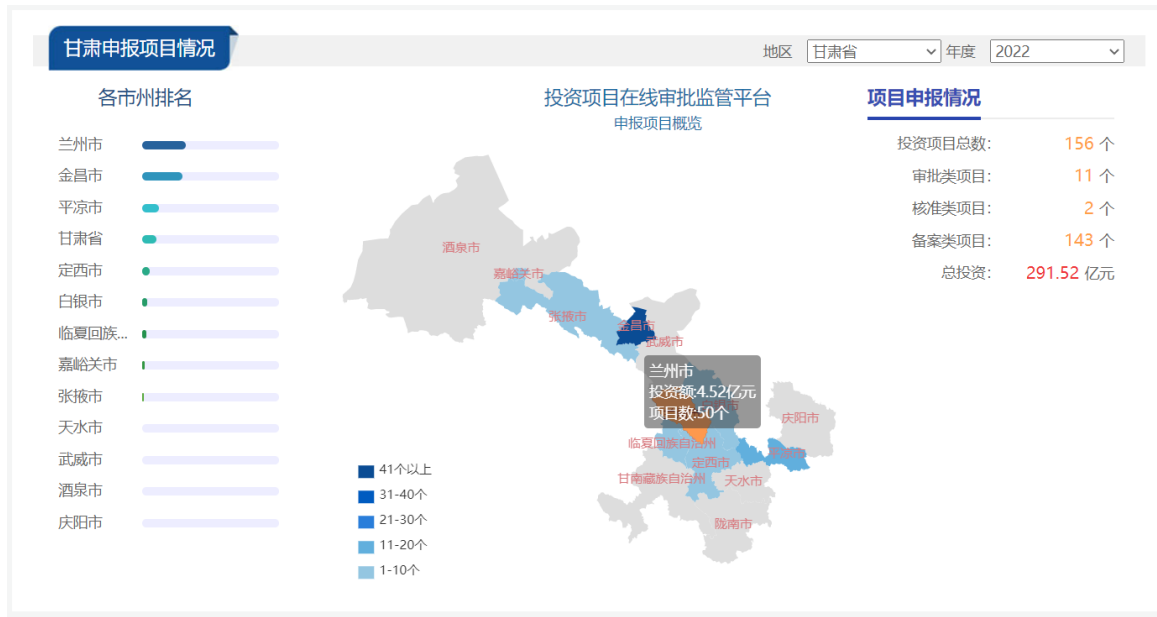 甘肃申报项目情况
地区 甘肃省 年度 2022
各市州排名
兰州市
金昌市
平凉市
甘肃省
定西市
白银市
临夏回族...
嘉峪关市
张掖市
天水市
武威市
酒泉市
庆阳市
投资项目在线审批监管平台
申报项目概览
酒泉市
嘉峪关市
张掖市
金昌市
武威市
兰州市
投资额:4.52亿元
项目数:50个
白银市
庆阳市
平凉市
临夏回族自治州
定西市
甘南藏族自治州
天水市
陇南市
41个以上
31-40个
21-30个
11-20个
1-10个
项目申报情况
投资项目总数: 156 个
审批类项目: 11 个
核准类项目: 2 个
备案类项目: 143 个
总投资: 291.52 亿元